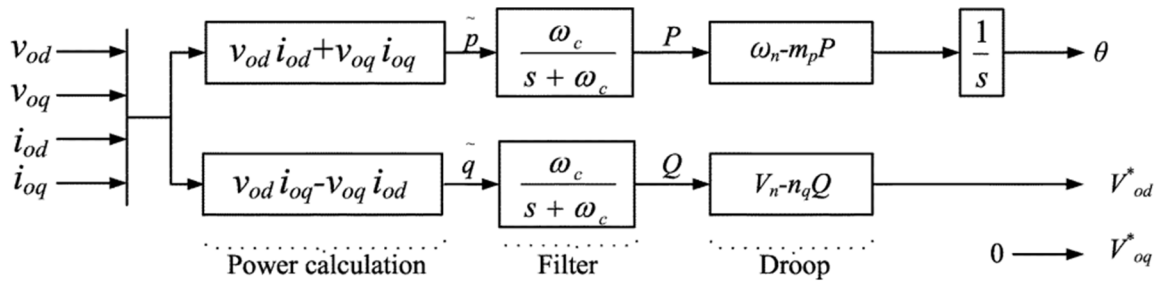 v_od
v_oq
i_od
i_oq
v_od i_od+v_oq i_oq
p̃
ω_c
s + ω_c
P
ω_n-m_pP
1
s
θ
v_od i_oq-v_oq i_od
q̃
ω_c
s + ω_c
Q
V_n-n_qQ
V*_od
0
V*_oq
Power calculation
Filter
Droop